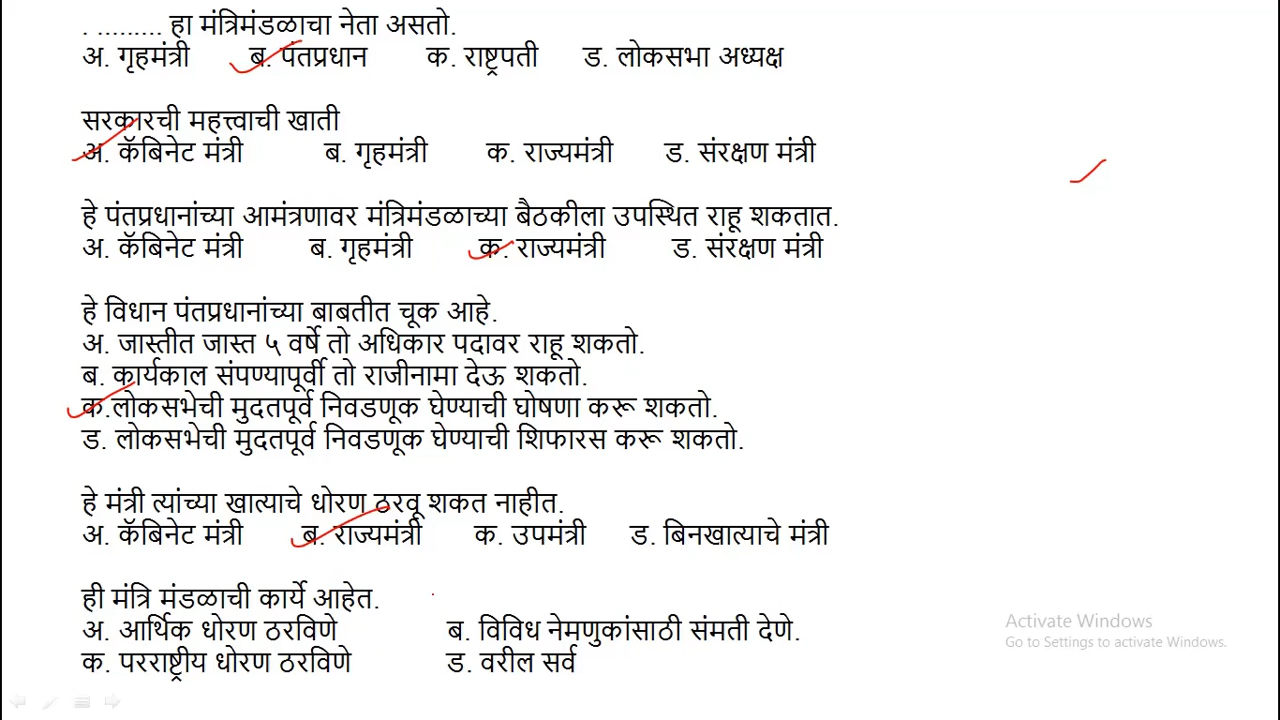 . ......... हा मंत्रिमंडळाचा नेता असतो.
अ. गृहमंत्री ब. पंतप्रधान क. राष्ट्रपती ड. लोकसभा अध्यक्ष
सरकारची महत्त्वाची खाती
अ. कॅबिनेट मंत्री ब. गृहमंत्री क. राज्यमंत्री ड. संरक्षण मंत्री
हे पंतप्रधानांच्या आमंत्रणावर मंत्रिमंडळाच्या बैठकीला उपस्थित राहू शकतात.
अ. कॅबिनेट मंत्री ब. गृहमंत्री क. राज्यमंत्री ड. संरक्षण मंत्री
हे विधान पंतप्रधानांच्या बाबतीत चूक आहे.
अ. जास्तीत जास्त ५ वर्षे तो अधिकार पदावर राहू शकतो.
ब. कार्यकाल संपण्यापूर्वी तो राजीनामा देऊ शकतो.
क.लोकसभेची मुदतपूर्व निवडणूक घेण्याची घोषणा करू शकतो.
ड. लोकसभेची मुदतपूर्व निवडणूक घेण्याची शिफारस करू शकतो.
हे मंत्री त्यांच्या खात्याचे धोरण ठरवू शकत नाहीत.
अ. कॅबिनेट मंत्री ब. राज्यमंत्री क. उपमंत्री ड. बिनखात्याचे मंत्री
ही मंत्रि मंडळाची कार्ये आहेत.
अ. आर्थिक धोरण ठरविणे ब. विविध नेमणुकांसाठी संमती देणे.
क. परराष्ट्रीय धोरण ठरविणे ड. वरील सर्व
Activate Windows
Go to Settings to activate Windows.